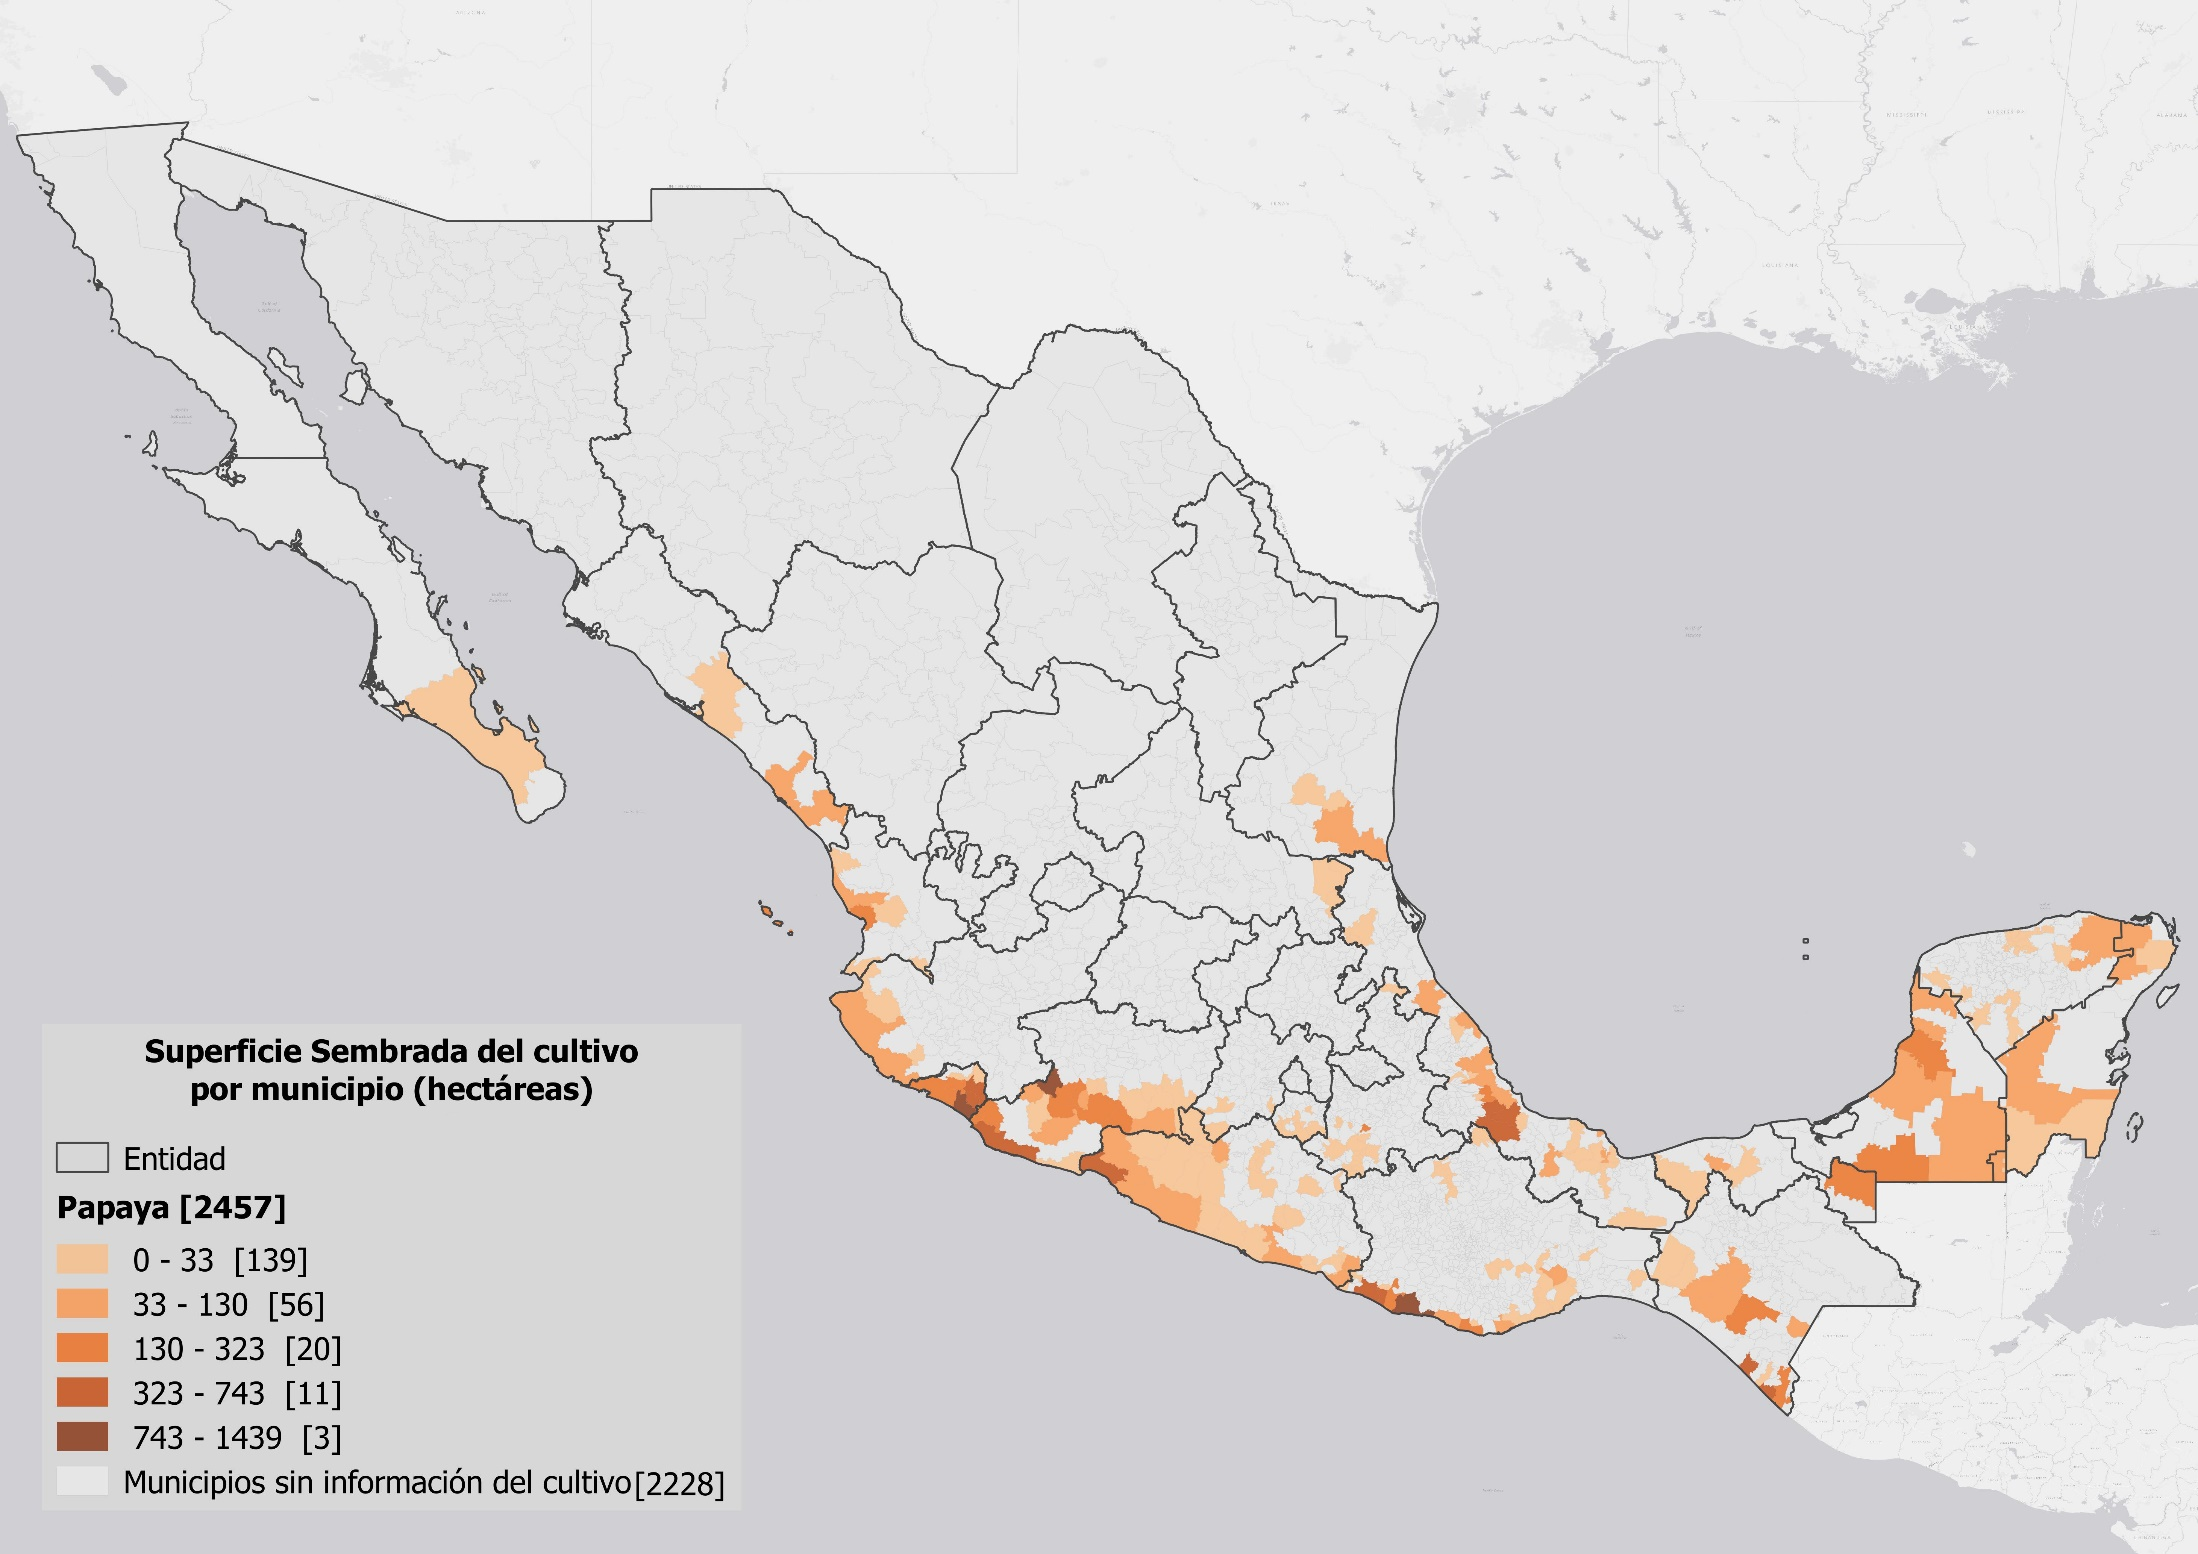 Superficie Sembrada del cultivo
por municipio (hectáreas)
Entidad
Papaya [2457]
0 - 33 [139]
33 - 130 [56]
130 - 323 [20]
323 - 743 [11]
743 - 1439 [3]
Municipios sin información del cultivo[2228]